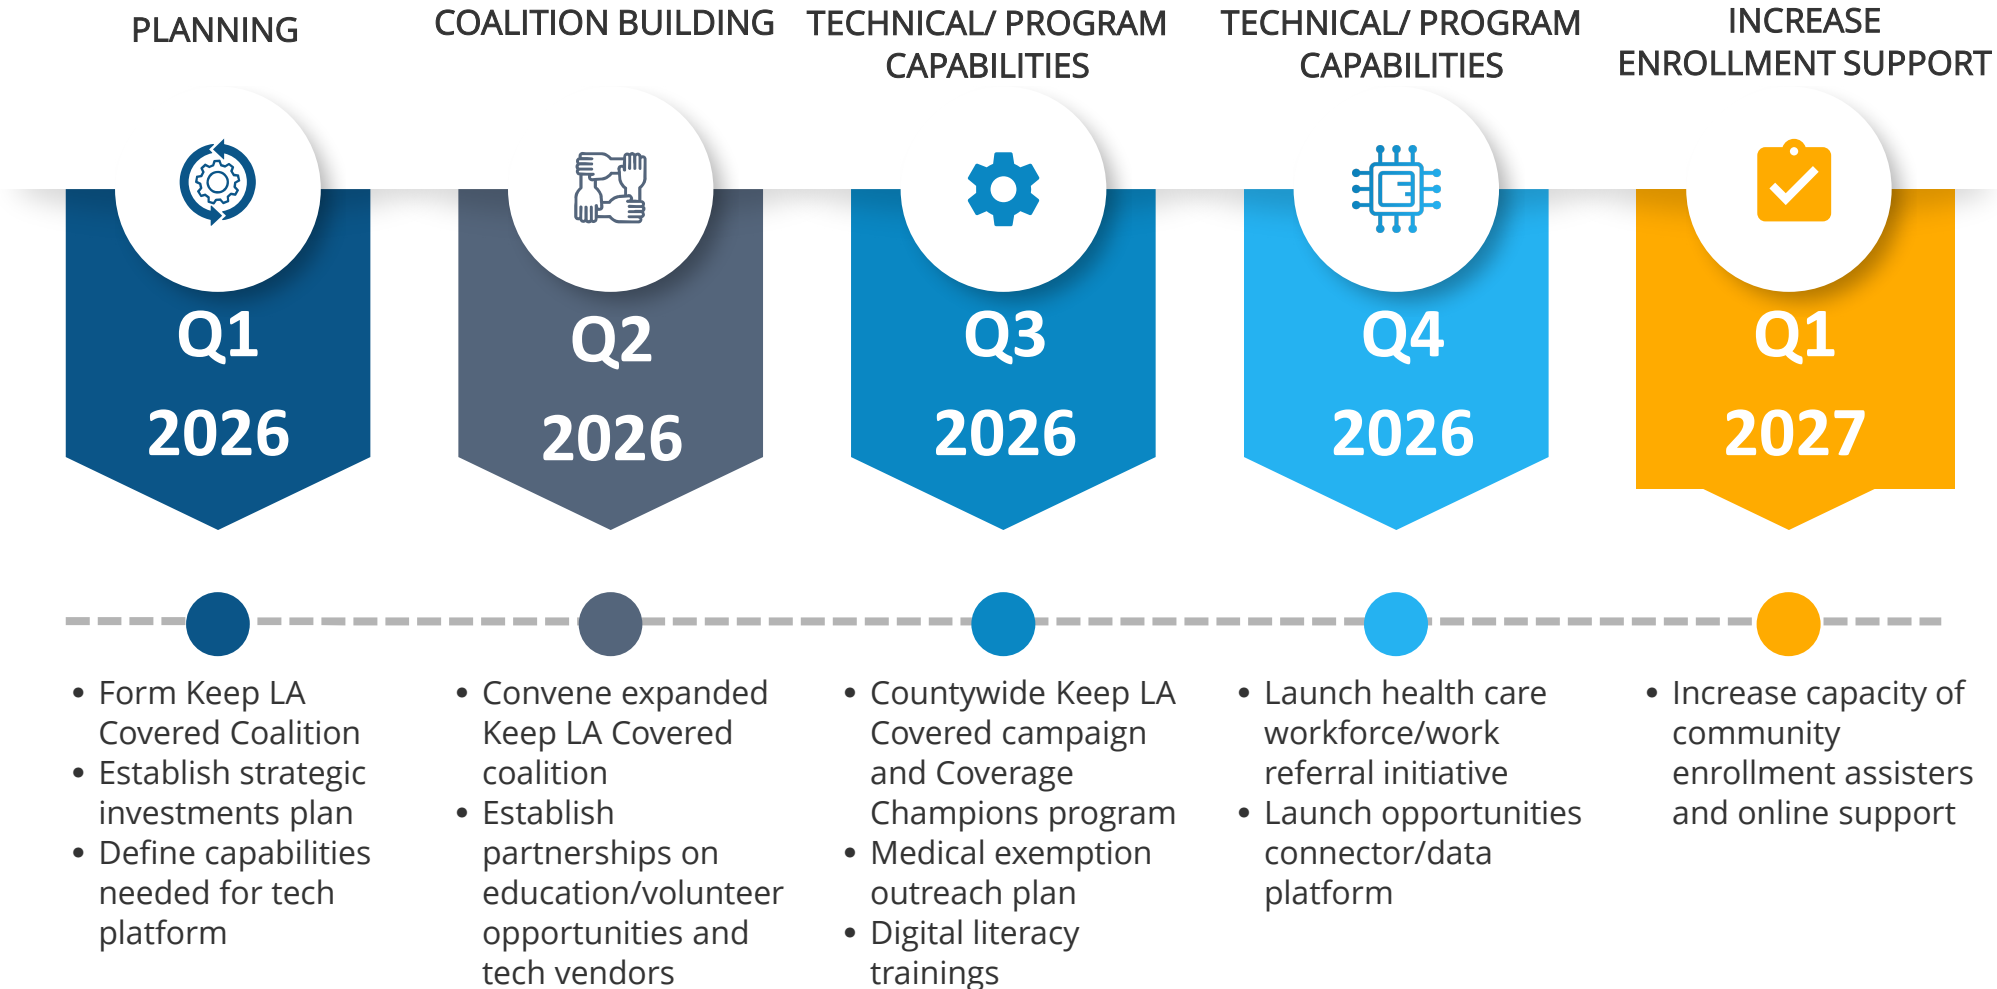 PLANNING
COALITION BUILDING
TECHNICAL/ PROGRAM
CAPABILITIES
TECHNICAL/ PROGRAM
CAPABILITIES
INCREASE
ENROLLMENT SUPPORT
Q1
2026
Q2
2026
Q3
2026
Q4
2026
Q1
2027
• Form Keep LA
Covered Coalition
• Establish strategic
investments plan
• Define capabilities
needed for tech
platform
• Convene expanded
Keep LA Covered
coalition
• Establish
partnerships on
education/volunteer
opportunities and
tech vendors
• Countywide Keep LA
Covered campaign
and Coverage
Champions program
• Medical exemption
outreach plan
• Digital literacy
trainings
• Launch health care
workforce/work
referral initiative
• Launch opportunities
connector/data
platform
• Increase capacity of
community
enrollment assisters
and online support